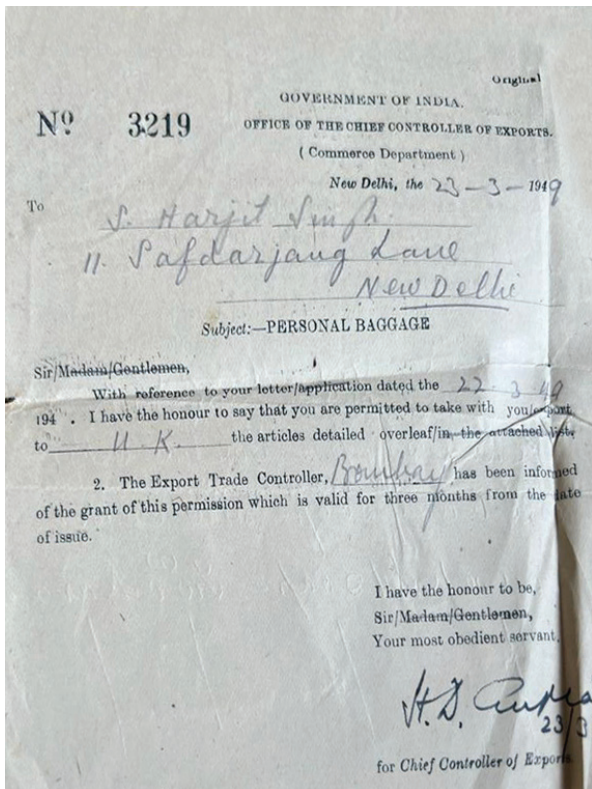 Original
GOVERNMENT OF INDIA.
No 3219
OFFICE OF THE CHIEF CONTROLLER OF EXPORTS.
( Commerce Department )
New Delhi, the 23-3-1949
To
S. Harjit Singh
11. Safdarjang Lane
New Delhi
Subject:—PERSONAL BAGGAGE
Sir/Madam/Gentlemen,
With reference to your letter/application dated the 22.3.49
194 . I have the honour to say that you are permitted to take with you/export
to U.K. the articles detailed overleaf/in the attached list.
2. The Export Trade Controller, Bombay has been informed
of the grant of this permission which is valid for three months from the date
of issue.
I have the honour to be,
Sir/Madam/Gentlemen,
Your most obedient servant,
H.D. Gupta
23/3
for Chief Controller of Exports